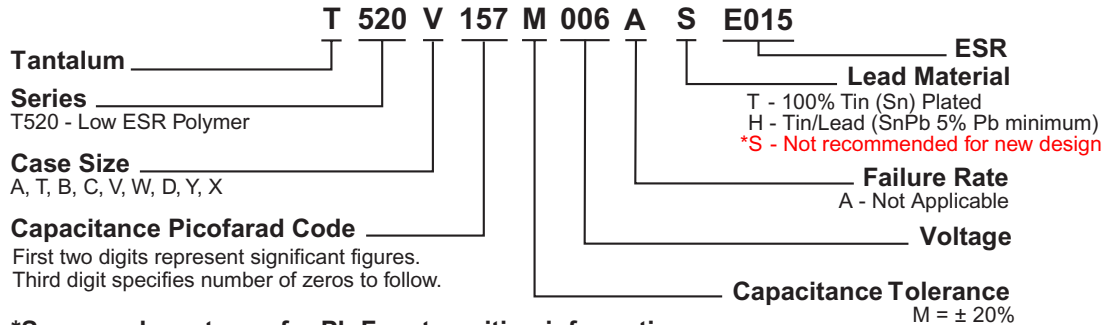 T 520 V 157 M 006 A S E015
Tantalum
ESR
Lead Material
T - 100% Tin (Sn) Plated
H - Tin/Lead (SnPb 5% Pb minimum)
*S - Not recommended for new design
Series
T520 - Low ESR Polymer
Case Size
A, T, B, C, V, W, D, Y, X
Failure Rate
A - Not Applicable
Capacitance Picofarad Code
First two digits represent significant figures.
Third digit specifies number of zeros to follow.
Voltage
Capacitance Tolerance
M = ± 20%